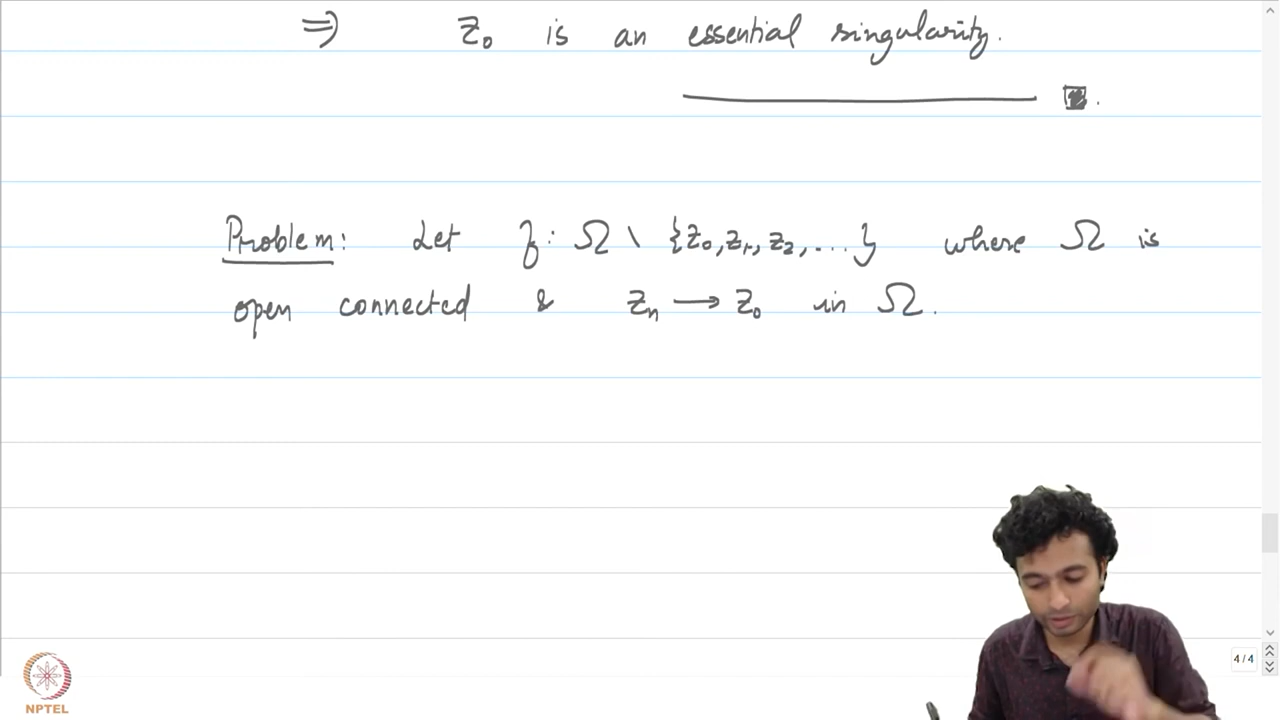 ⇒ z₀ is an essential singularity.
Problem: Let f: Ω \ {z₀, z₁, z₂, ...} where Ω is
open connected & zₙ → z₀ in Ω.
4 / 4
NPTEL